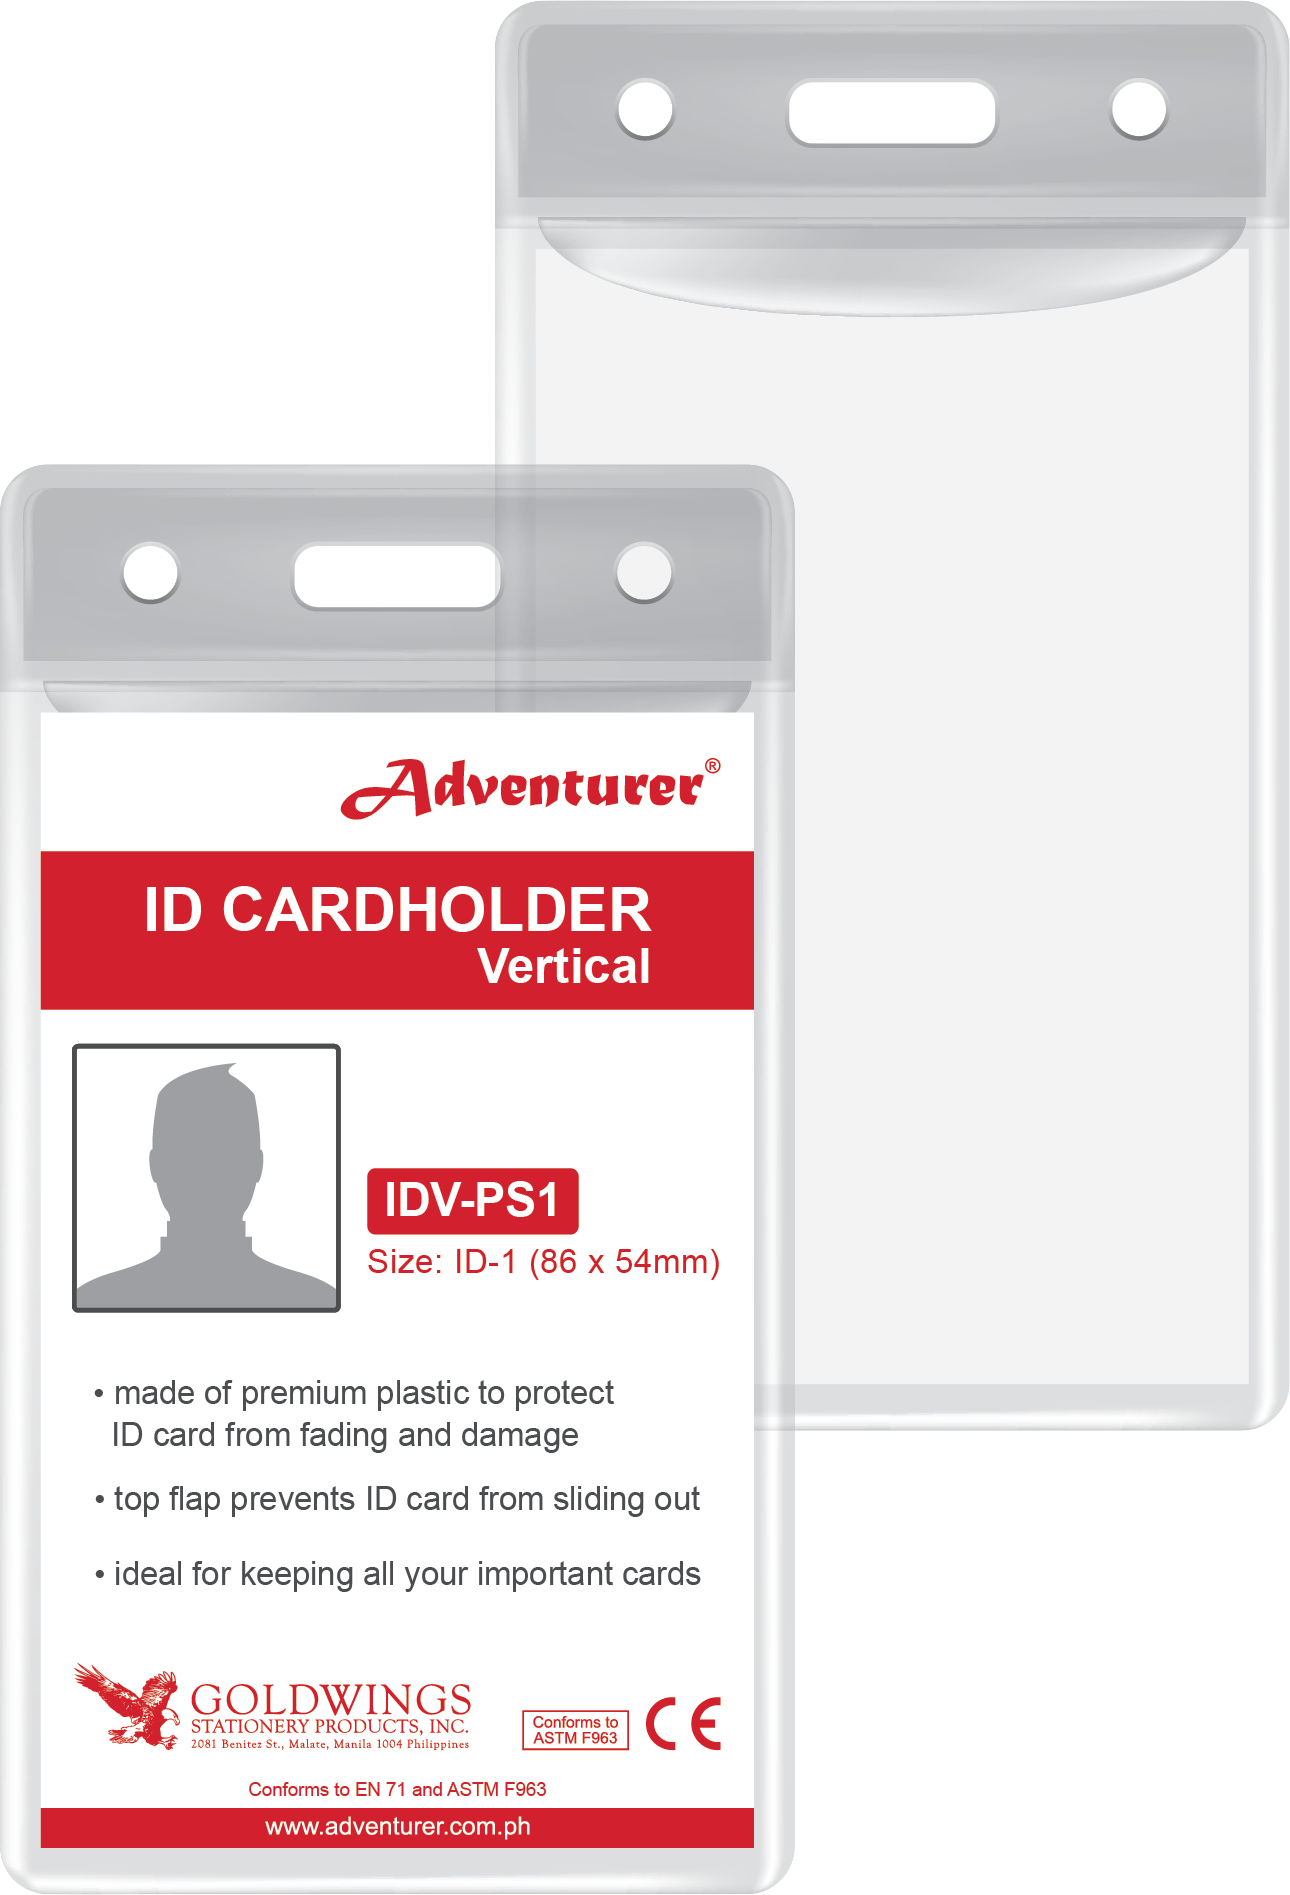 Adventurer®
ID CARDHOLDER
Vertical
IDV-PS1
Size: ID-1 (86 x 54mm)
• made of premium plastic to protect
ID card from fading and damage
• top flap prevents ID card from sliding out
• ideal for keeping all your important cards
GOLDWINGS
STATIONERY PRODUCTS, INC.
2081 Benitez St., Malate, Manila 1004 Philippines
Conforms to
ASTM F963
CE
Conforms to EN 71 and ASTM F963
www.adventurer.com.ph